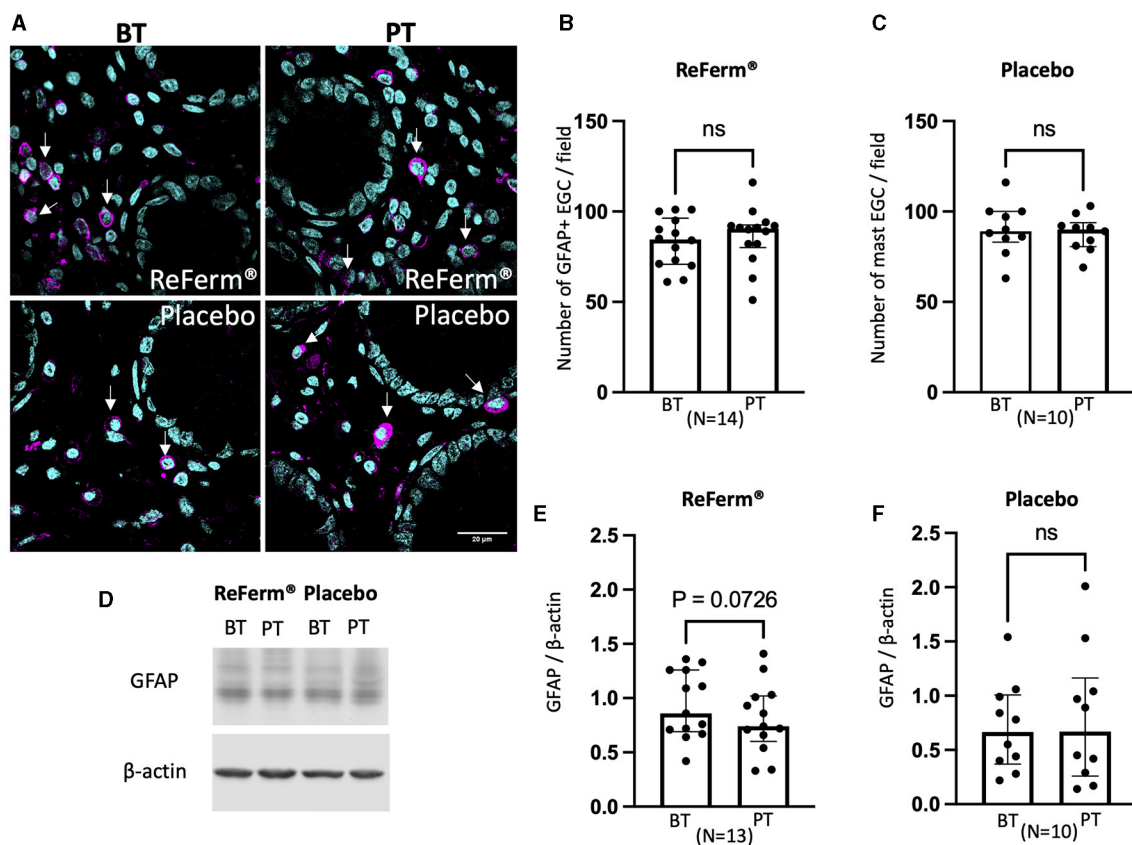 A
BT
PT
ReFerm®
ReFerm®
Placebo
Placebo
20 µm
B
ReFerm®
Number of GFAP+ EGC / field
150
100
50
0
ns
BT
PT
(N=14)
C
Placebo
Number of mast EGC / field
150
100
50
0
ns
BT
PT
(N=10)
D
ReFerm® Placebo
BT PT BT PT
GFAP
β-actin
E
ReFerm®
GFAP / β-actin
2.5
2.0
1.5
1.0
0.5
0.0
P = 0.0726
BT
PT
(N=13)
F
Placebo
GFAP / β-actin
2.5
2.0
1.5
1.0
0.5
0.0
ns
BT
PT
(N=10)